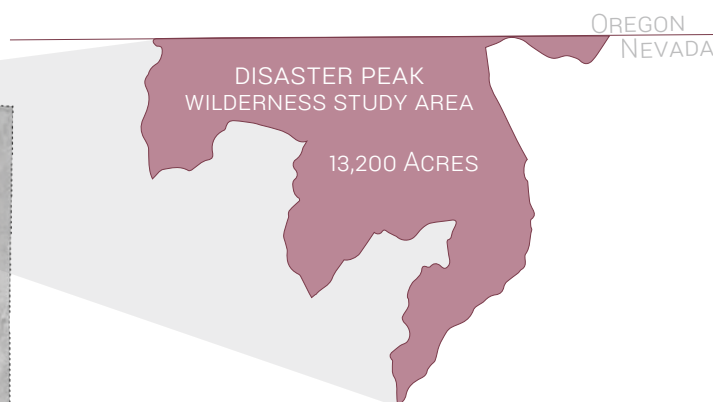 OREGON
NEVADA
DISASTER PEAK
WILDERNESS STUDY AREA
13,200 ACRES